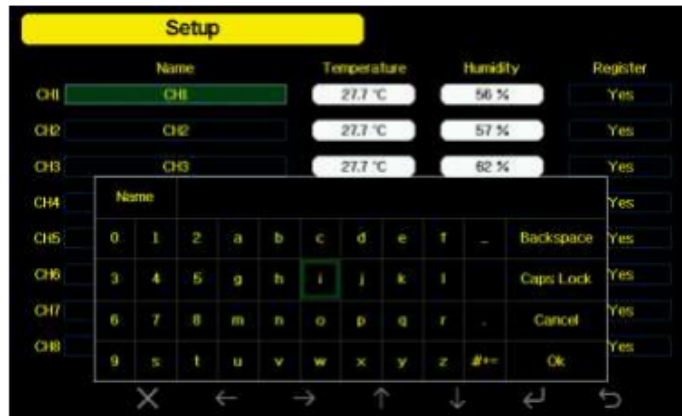 Setup
Name Temperature Humidity Register
CH1 CH1 27.7 °C 56 % Yes
CH2 CH2 27.7 °C 57 % Yes
CH3 CH3 27.7 °C 62 % Yes
CH4 Yes
Name
CH5 Yes
0 1 2 a b c d e f _ Backspace
CH6 Yes
3 4 5 g h i j k l Caps Lock
CH7 Yes
6 7 8 m n o p q r . Cancel
CH8 Yes
9 s t u v w x y z #+= Ok